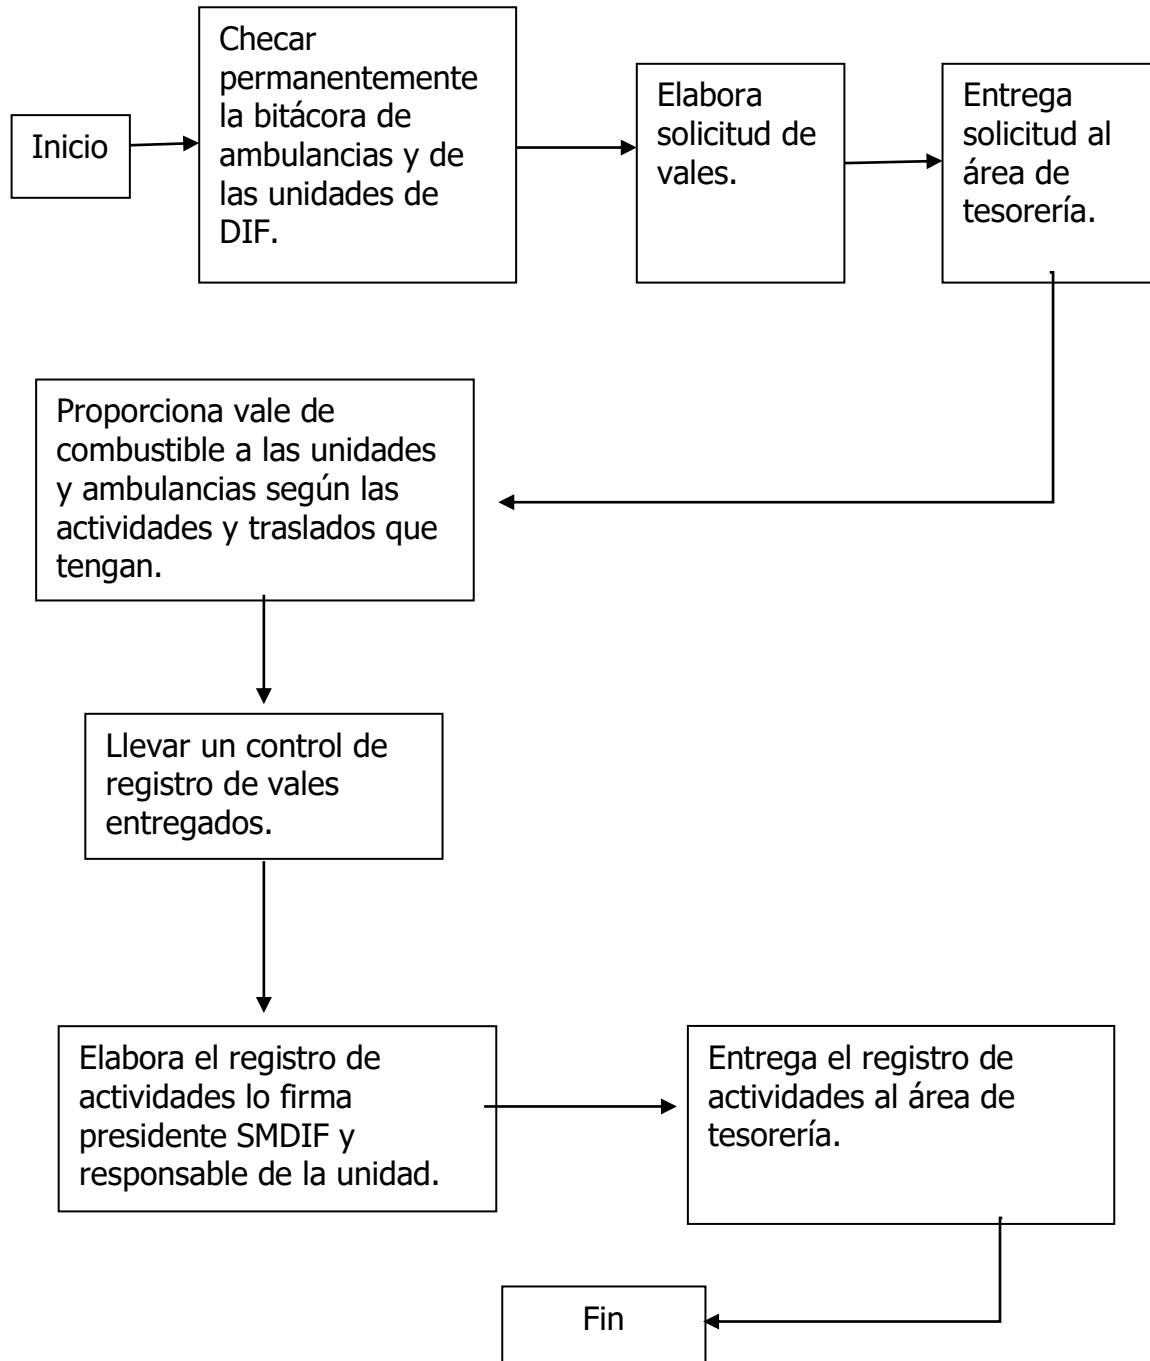 Inicio
Checar
permanentemente
la bitácora de
ambulancias y de
las unidades de
DIF.
Elabora
solicitud de
vales.
Entrega
solicitud al
área de
tesorería.
Proporciona vale de
combustible a las unidades
y ambulancias según las
actividades y traslados que
tengan.
Llevar un control de
registro de vales
entregados.
Elabora el registro de
actividades lo firma
presidente SMDIF y
responsable de la unidad.
Entrega el registro de
actividades al área de
tesorería.
Fin